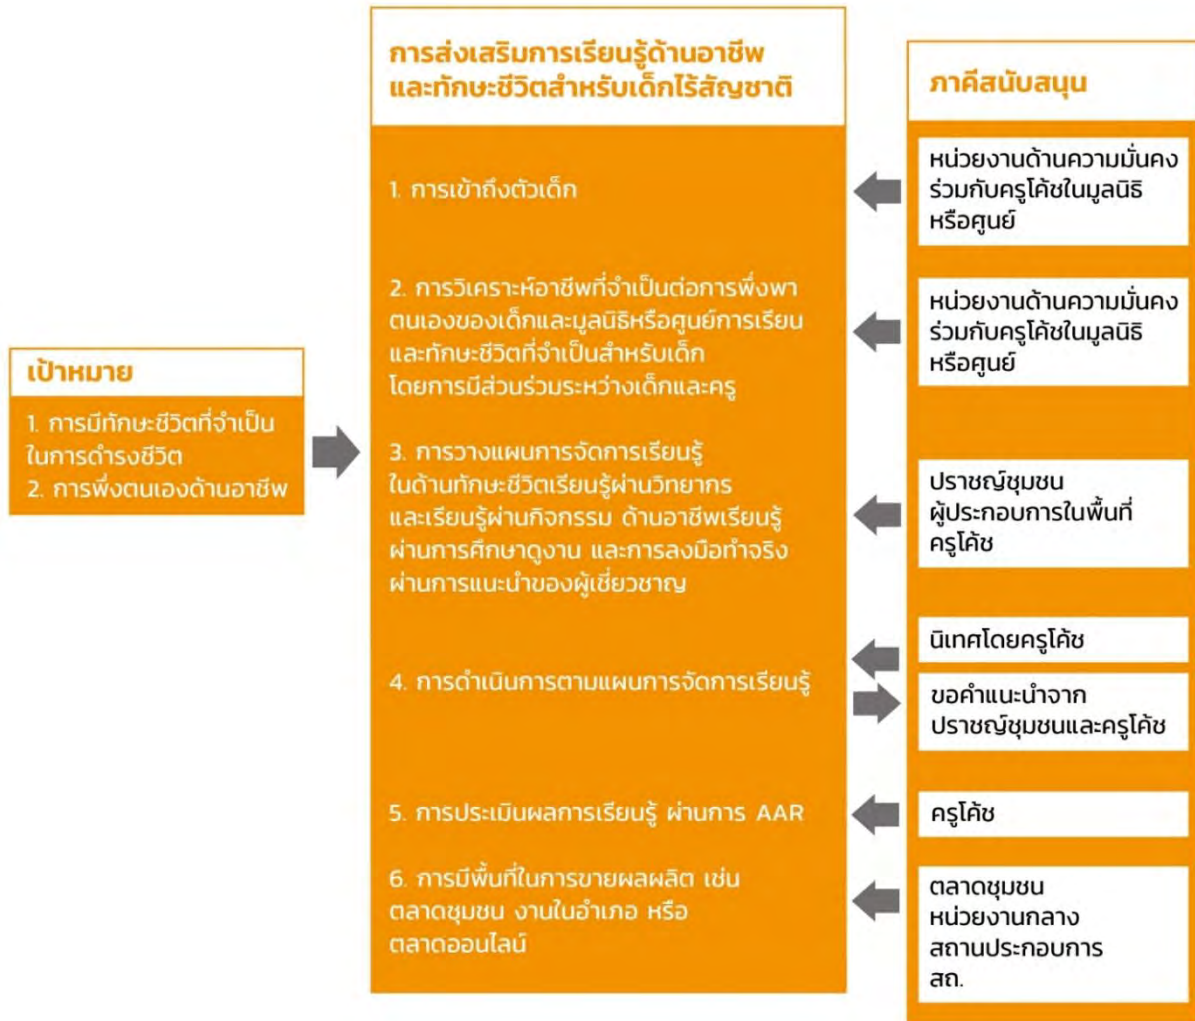 เป้าหมาย
1. การมีทักษะชีวิตที่จำเป็น
ในการดำรงชีวิต
2. การพึ่งตนเองด้านอาชีพ
การส่งเสริมการเรียนรู้ด้านอาชีพ
และทักษะชีวิตสำหรับเด็กไร้สัญชาติ
1. การเข้าถึงตัวเด็ก
2. การวิเคราะห์อาชีพที่จำเป็นต่อการพึ่งพา
ตนเองของเด็กและมูลนิธิหรือศูนย์การเรียน
และทักษะชีวิตที่จำเป็นสำหรับเด็ก
โดยการมีส่วนร่วมระหว่างเด็กและครู
3. การวางแผนการจัดการเรียนรู้
ในด้านทักษะชีวิตเรียนรู้ผ่านวิทยากร
และเรียนรู้ผ่านกิจกรรม ด้านอาชีพเรียนรู้
ผ่านการศึกษาดูงาน และการลงมือทำจริง
ผ่านการแนะนำของผู้เชี่ยวชาญ
4. การดำเนินการตามแผนการจัดการเรียนรู้
5. การประเมินผลการเรียนรู้ ผ่านการ AAR
6. การมีพื้นที่ในการขายผลผลิต เช่น
ตลาดชุมชน งานในอำเภอ หรือ
ตลาดออนไลน์
ภาคีสนับสนุน
หน่วยงานด้านความมั่นคง
ร่วมกับครูโค้ชในมูลนิธิ
หรือศูนย์
หน่วยงานด้านความมั่นคง
ร่วมกับครูโค้ชในมูลนิธิ
หรือศูนย์
ปราชญ์ชุมชน
ผู้ประกอบการในพื้นที่
ครูโค้ช
นิเทศโดยครูโค้ช
ขอคำแนะนำจาก
ปราชญ์ชุมชนและครูโค้ช
ครูโค้ช
ตลาดชุมชน
หน่วยงานกลาง
สถานประกอบการ
สถ.